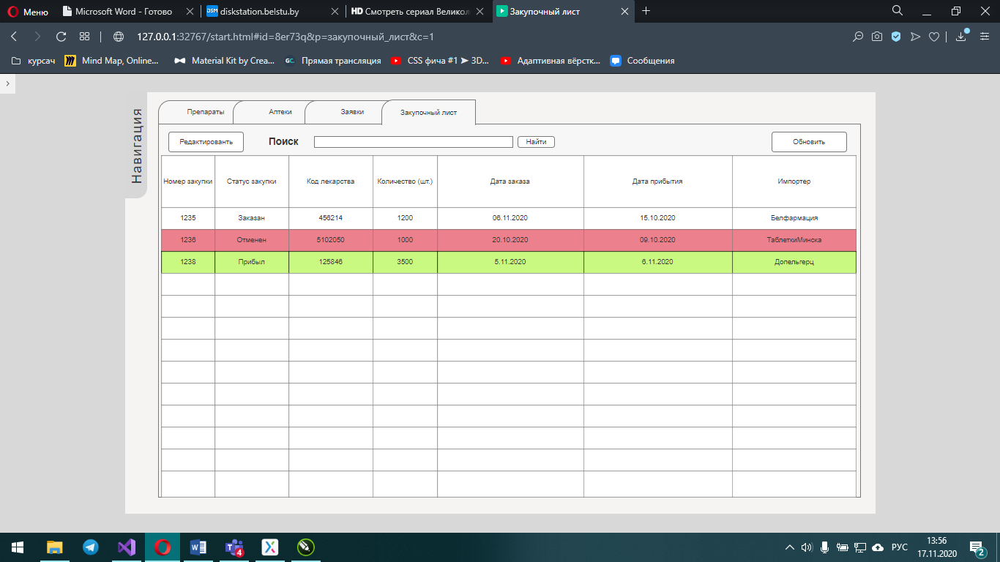 Меню
Microsoft Word - Готово
DSM diskstation.belstu.by
HD Смотреть сериал Великол
Закупочный лист
127.0.0.1:32767/start.html#id=8er73q&p=закупочный_лист&c=1
курсач
Mind Map, Online...
Material Kit by Crea...
GC. Прямая трансляция
CSS фича #1 ➤ 3D...
Адаптивная вёрстк...
Сообщения
Навигация
Препараты
Аптеки
Заявки
Закупочный лист
Редактированть
Поиск
Найти
Обновить
Номер закупки Статус закупки Код лекарства Количество (шт.) Дата заказа Дата прибытия Импортер
1235 Заказан 456214 1200 06.11.2020 15.10.2020 Белфармация
1236 Отменен 5102050 1000 20.10.2020 09.10.2020 ТаблеткиМинска
1238 Прибыл 125846 3500 5.11.2020 6.11.2020 Допельгерц
4
РУС
13:56
17.11.2020
2